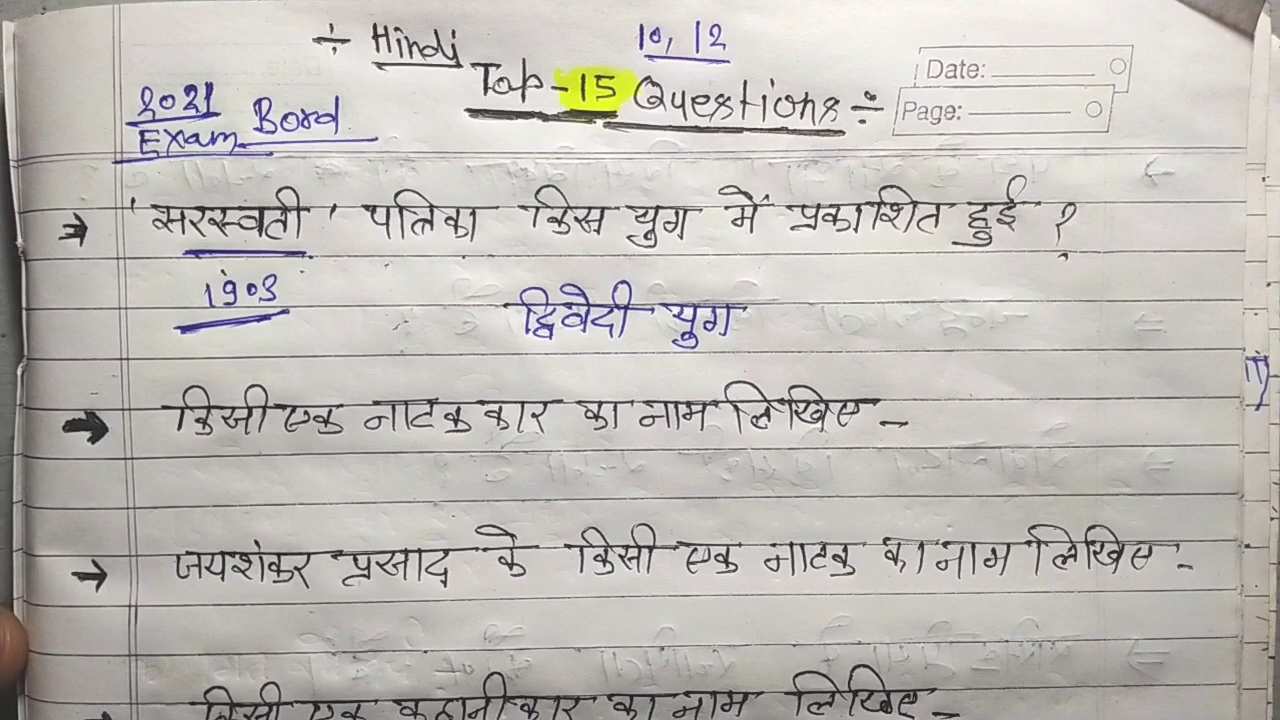 ÷ Hindi 10, 12
Top-15 Questions ÷
2021
Exam Bord
Date:
Page:
→ 'सरस्वती' पत्रिका किस युग में प्रकाशित हुई ?
1903 द्विवेदी युग
→ किसी एक नाटककार का नाम लिखिए -
→ जयशंकर प्रसाद के किसी एक नाटक का नाम लिखिए -
→ किसी एक कहानीकार का नाम लिखिए -